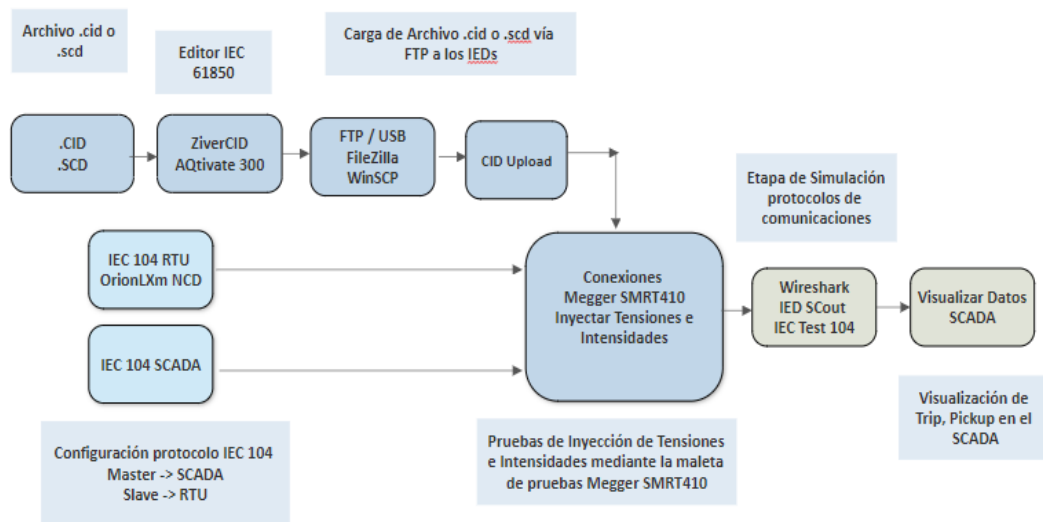 Archivo .cid o
.scd
Editor IEC
61850
Carga de Archivo .cid o .scd vía
FTP a los IEDs
.CID
.SCD
ZiverCID
AQtivate 300
FTP / USB
FileZilla
WinSCP
CID Upload
Etapa de Simulación
protocolos de
comunicaciones
IEC 104 RTU
OrionLXm NCD
IEC 104 SCADA
Conexiones
Megger SMRT410
Inyectar Tensiones e
Intensidades
Wireshark
IED SCout
IEC Test 104
Visualizar Datos
SCADA
Configuración protocolo IEC 104
Master -> SCADA
Slave -> RTU
Pruebas de Inyección de Tensiones
e Intensidades mediante la maleta
de pruebas Megger SMRT410
Visualización de
Trip, Pickup en el
SCADA